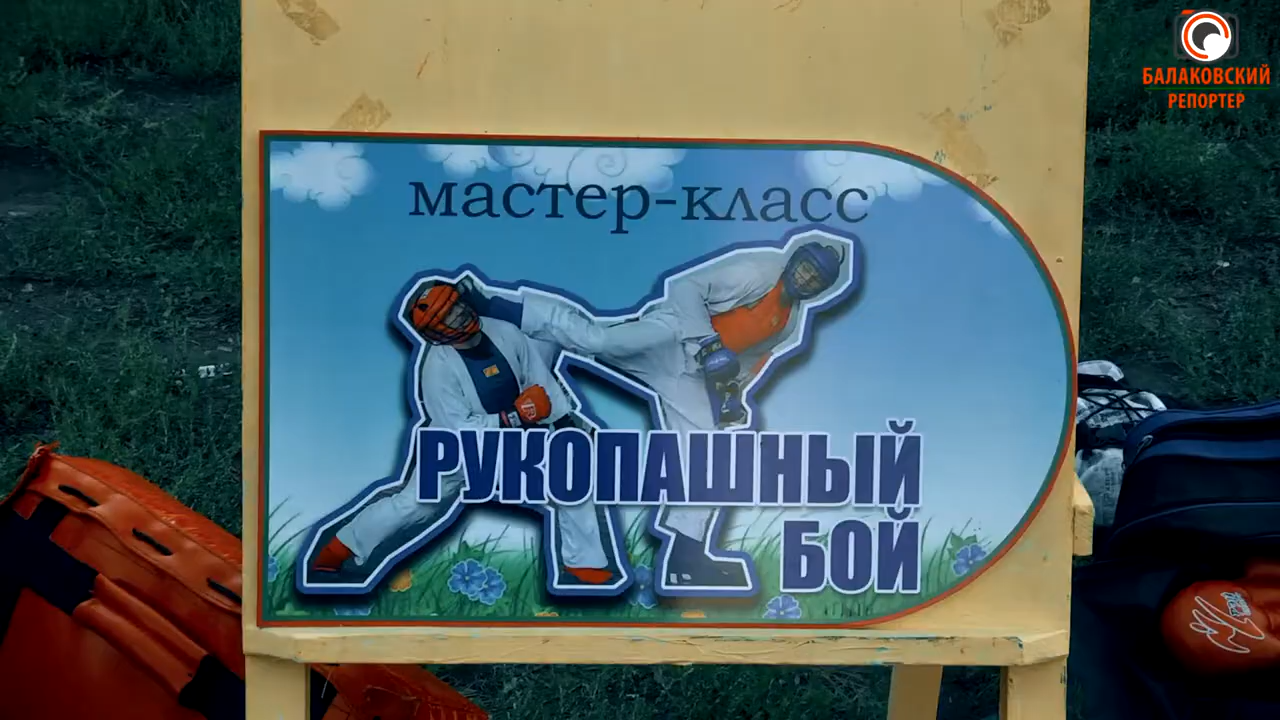 БАЛАКОВСКИЙ
РЕПОРТЕР
мастер-класс
РУКОПАШНЫЙ
БОЙ